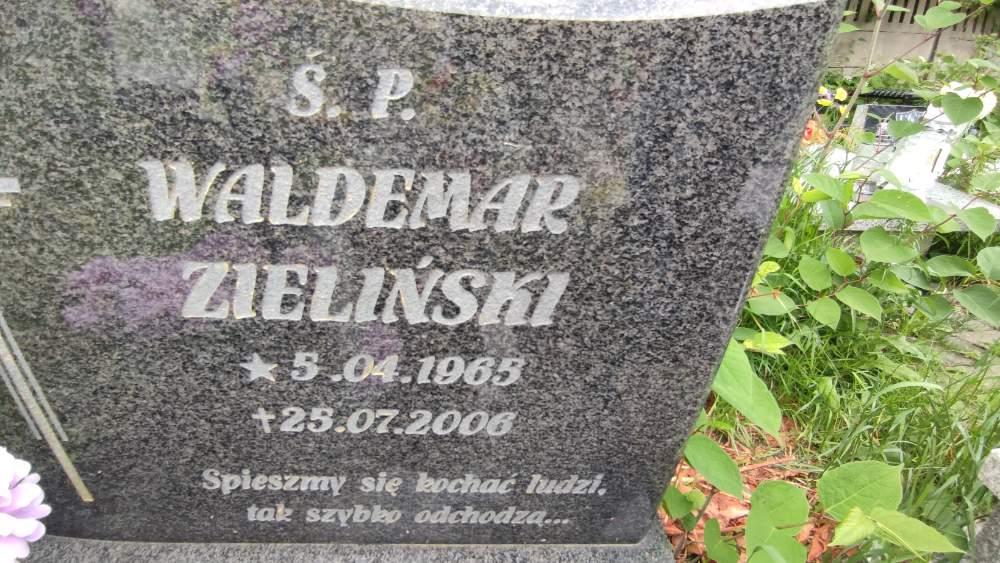 Ś. P.
WALDEMAR
ZIELIŃSKI
★ 5.04.1965
✝25.07.2006
Spieszmy się kochać ludzi,
tak szybko odchodzą...